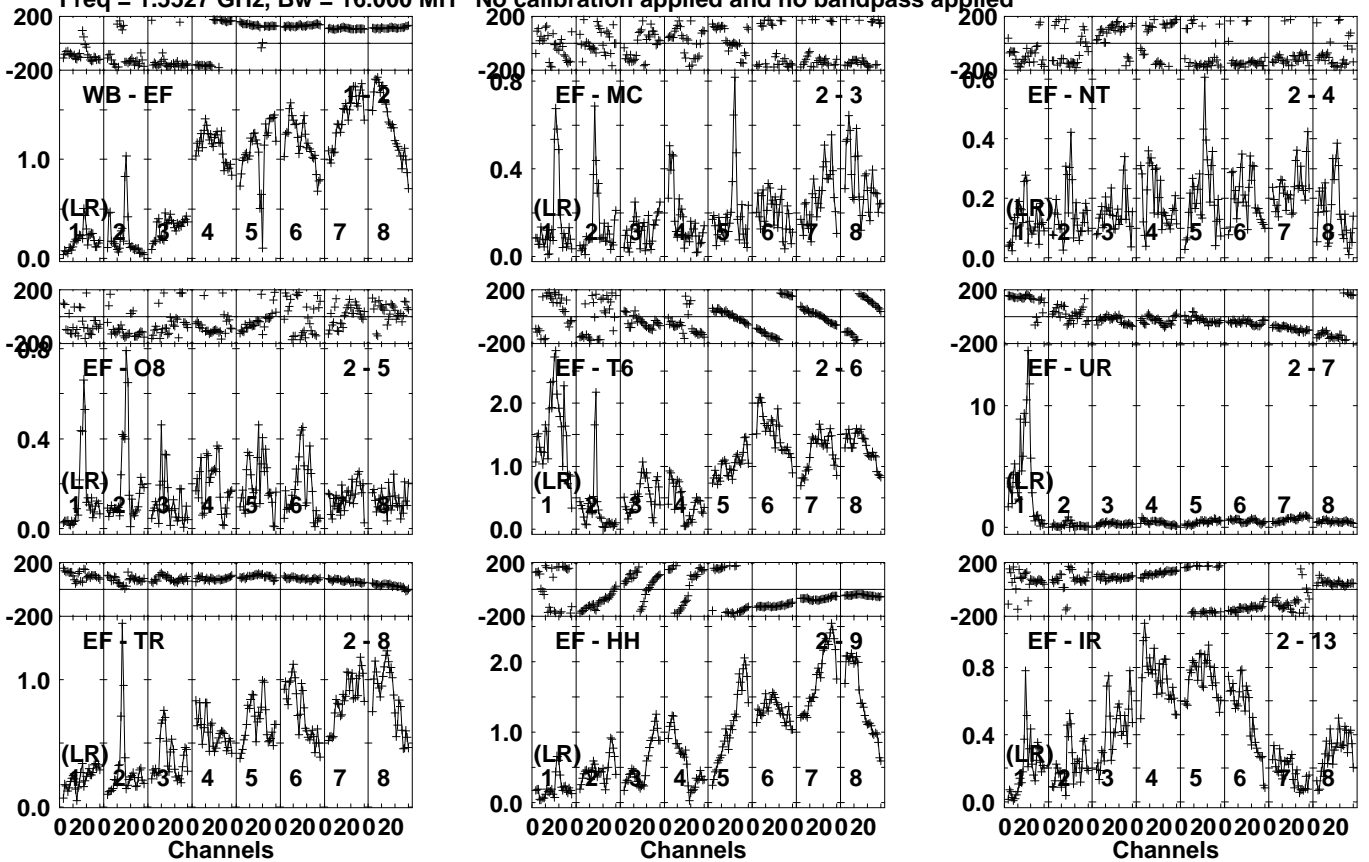 Freq = 1.5527 GHz, Bw = 16.000 MH No calibration applied and no bandpass applied
200
-200
WB - EF 1 - 2
1.0
0.0
(LR)
1 2 3 4 5 6 7 8
200
-200
0.8
EF - MC 2 - 3
0.4
0.0
(LR)
1 2 3 4 5 6 7 8
200
-200
0.6
EF - NT 2 - 4
0.4
0.2
0.0
(LR)
1 2 3 4 5 6 7 8
200
-200
0.8
EF - O8 2 - 5
0.4
0.0
(LR)
1 2 3 4 5 6 7 8
200
-200
EF - T6 2 - 6
2.0
1.0
0.0
(LR)
1 2 3 4 5 6 7 8
200
-200
EF - UR 2 - 7
10
0
(LR)
1 2 3 4 5 6 7 8
200
-200
EF - TR 2 - 8
1.0
0.0
(LR)
1 2 3 4 5 6 7 8
0 20 0 20 0 20 0 20 0 20 0 20 0 20 0 20
Channels
200
-200
EF - HH 2 - 9
2.0
1.0
0.0
(LR)
1 2 3 4 5 6 7 8
0 20 0 20 0 20 0 20 0 20 0 20 0 20 0 20
Channels
200
-200
EF - IR 2 - 13
0.8
0.4
0.0
(LR)
1 2 3 4 5 6 7 8
0 20 0 20 0 20 0 20 0 20 0 20 0 20 0 20
Channels